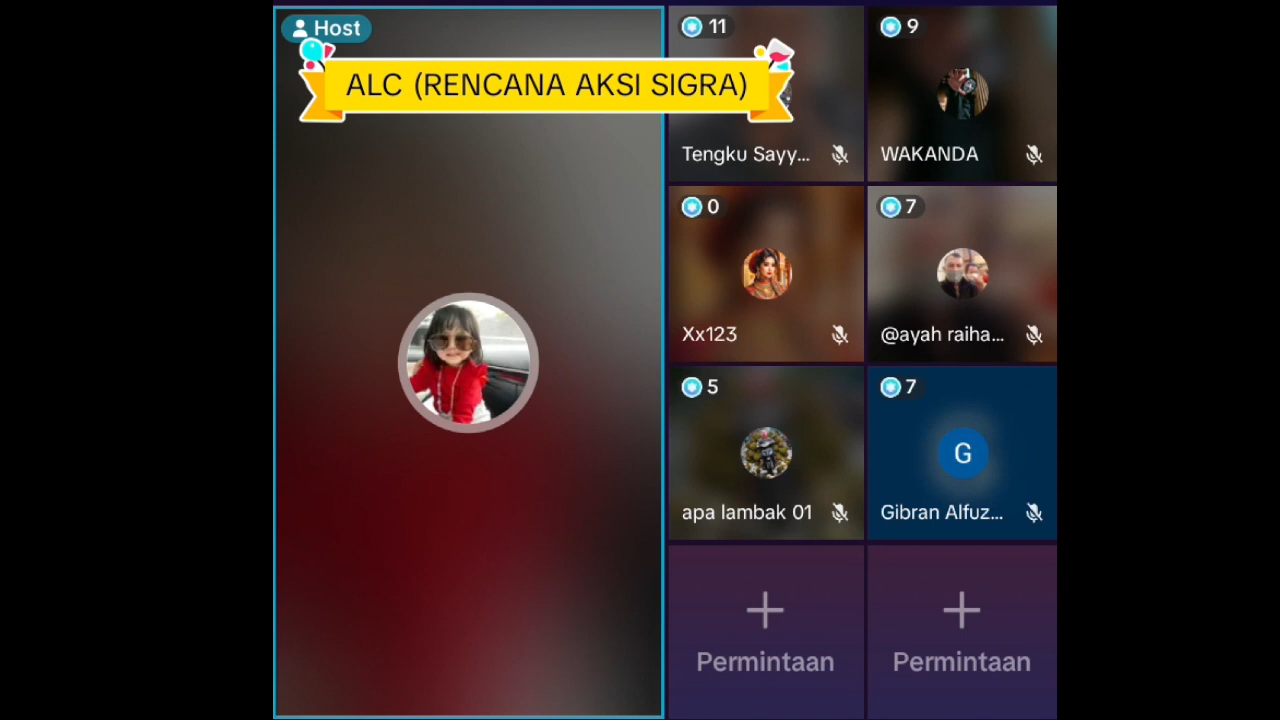 Host
ALC (RENCANA AKSI SIGRA)
11
Tengku Sayy...
9
WAKANDA
0
Xx123
7
@ayah raiha...
5
apa lambak 01
7
G
Gibran Alfuz...
Permintaan
Permintaan